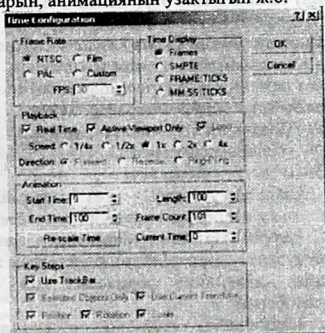 арын, анимациянын узактыгын ж.б.
Time Configuration
Frame Rate
NTSC Film
PAL Custom
FPS:
Time Display
Frames
SMPTE
FRAME:TICKS
MM:SS:TICKS
OK
Cancel
Playback
Real Time Active Viewport Only Loop
Speed: 1/4x 1/2x 1x 2x 4x
Direction: Forward Reverse Ping-Pong
Animation
Start Time: 0 Length: 100
End Time: 100 Frame Count: 101
Re-scale Time Current Time: 0
Key Steps
Use TrackBar
Selected Objects Only Use Current Transform
Position Rotation Scale